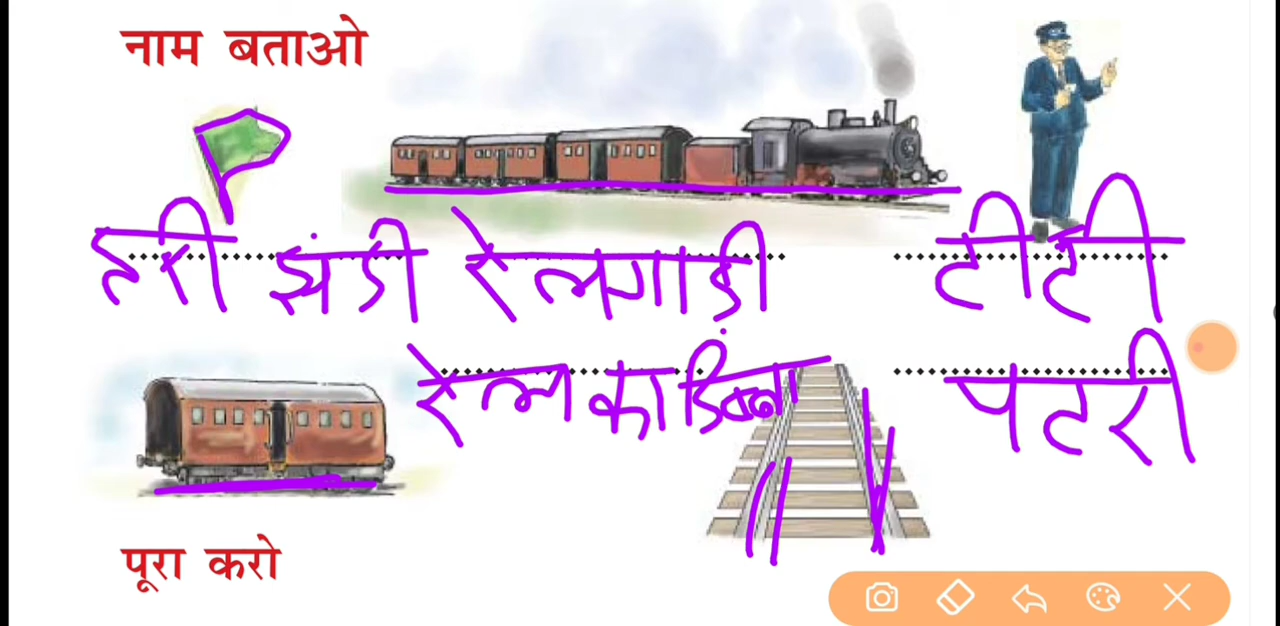 नाम बताओ
हरी झंडी रेलगाड़ी टीटी
रेल का डिब्बा पटरी
पूरा करो